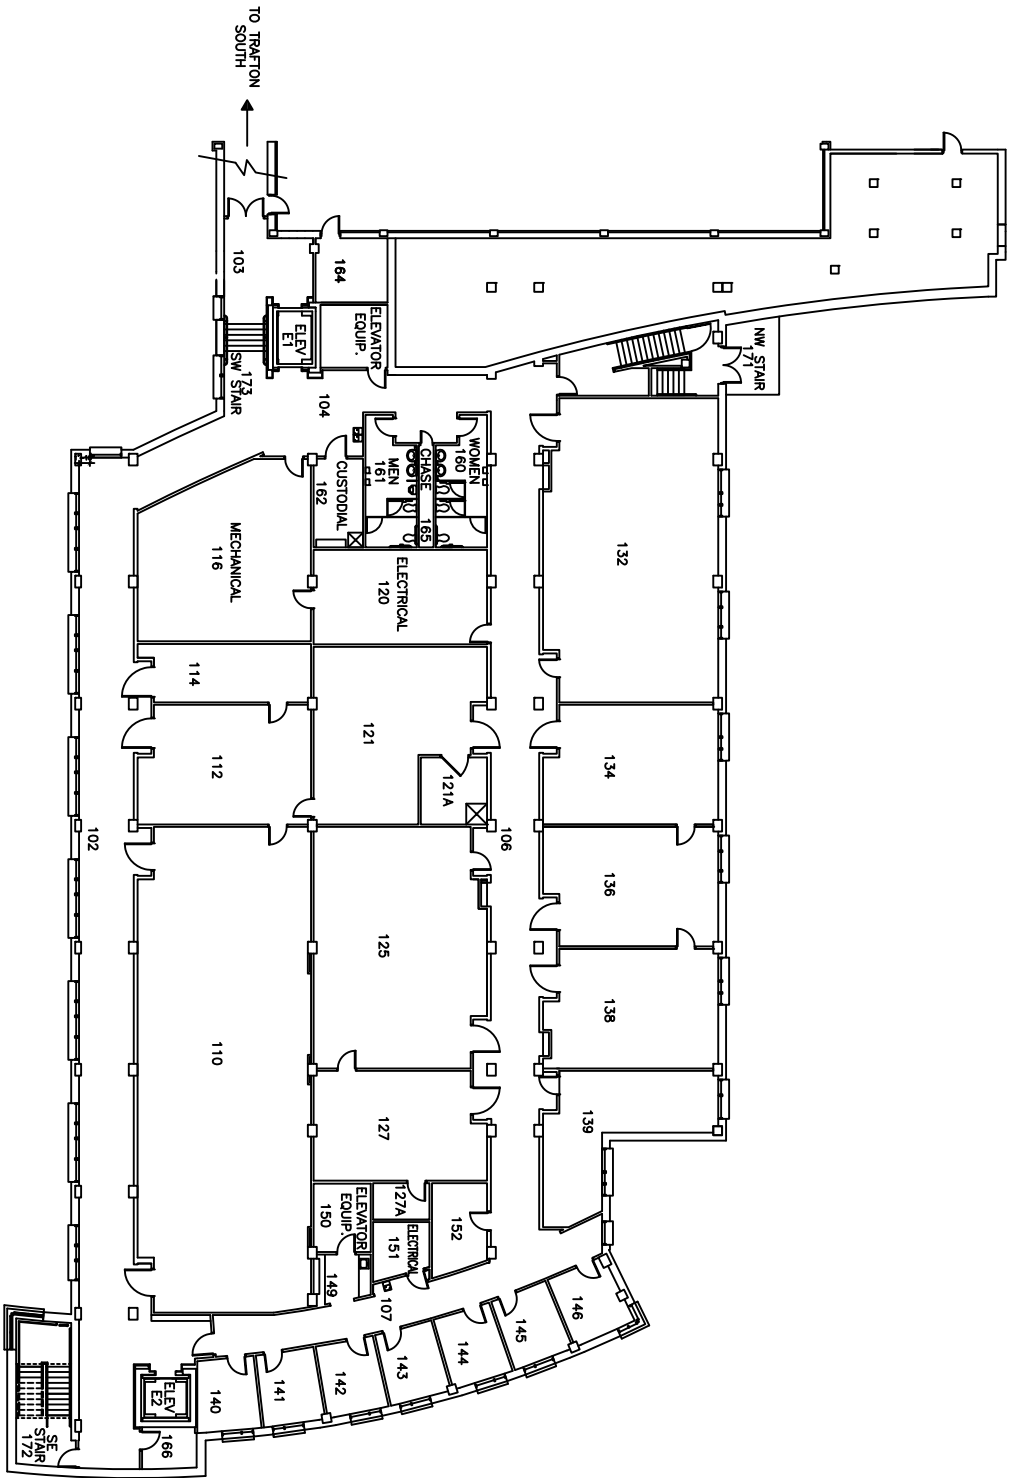 TO TRAFTON
SOUTH
103
164
ELEV
E1
ELEVATOR
EQUIP.
NW STAIR
171
173
SW STAIR
104
WOMEN
160
MEN
161
CHASE
165
CUSTODIAL
162
MECHANICAL
116
ELECTRICAL
120
132
114
112
121
121A
134
102
106
136
125
138
110
127
139
127A
ELEVATOR
EQUIP.
150
ELECTRICAL
151
152
149
107
146
145
144
143
142
141
140
ELEV
E2
166
SE
STAIR
172